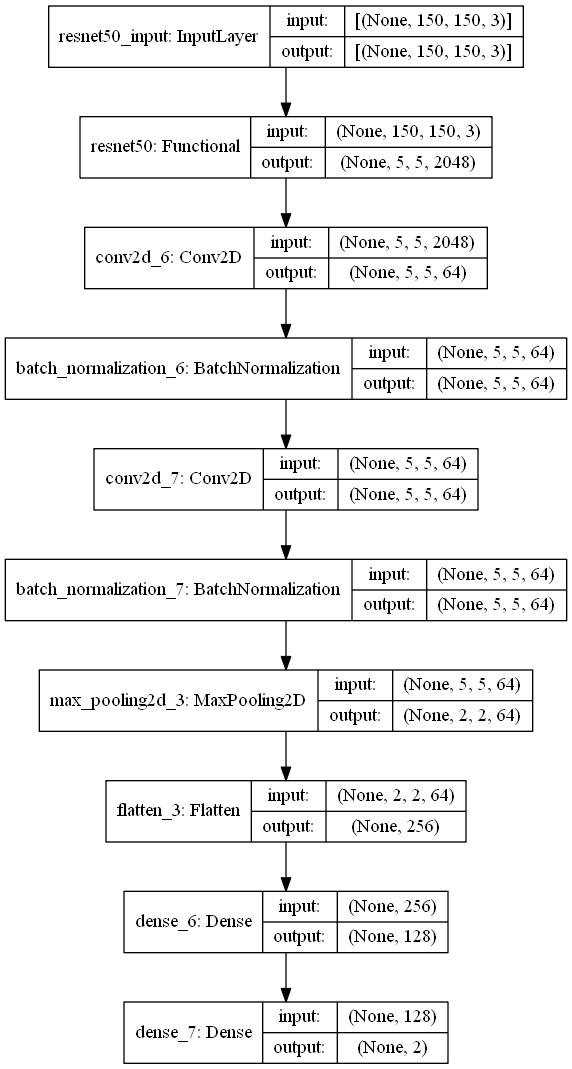 resnet50_input: InputLayer
input: [(None, 150, 150, 3)]
output: [(None, 150, 150, 3)]
resnet50: Functional
input: (None, 150, 150, 3)
output: (None, 5, 5, 2048)
conv2d_6: Conv2D
input: (None, 5, 5, 2048)
output: (None, 5, 5, 64)
batch_normalization_6: BatchNormalization
input: (None, 5, 5, 64)
output: (None, 5, 5, 64)
conv2d_7: Conv2D
input: (None, 5, 5, 64)
output: (None, 5, 5, 64)
batch_normalization_7: BatchNormalization
input: (None, 5, 5, 64)
output: (None, 5, 5, 64)
max_pooling2d_3: MaxPooling2D
input: (None, 5, 5, 64)
output: (None, 2, 2, 64)
flatten_3: Flatten
input: (None, 2, 2, 64)
output: (None, 256)
dense_6: Dense
input: (None, 256)
output: (None, 128)
dense_7: Dense
input: (None, 128)
output: (None, 2)